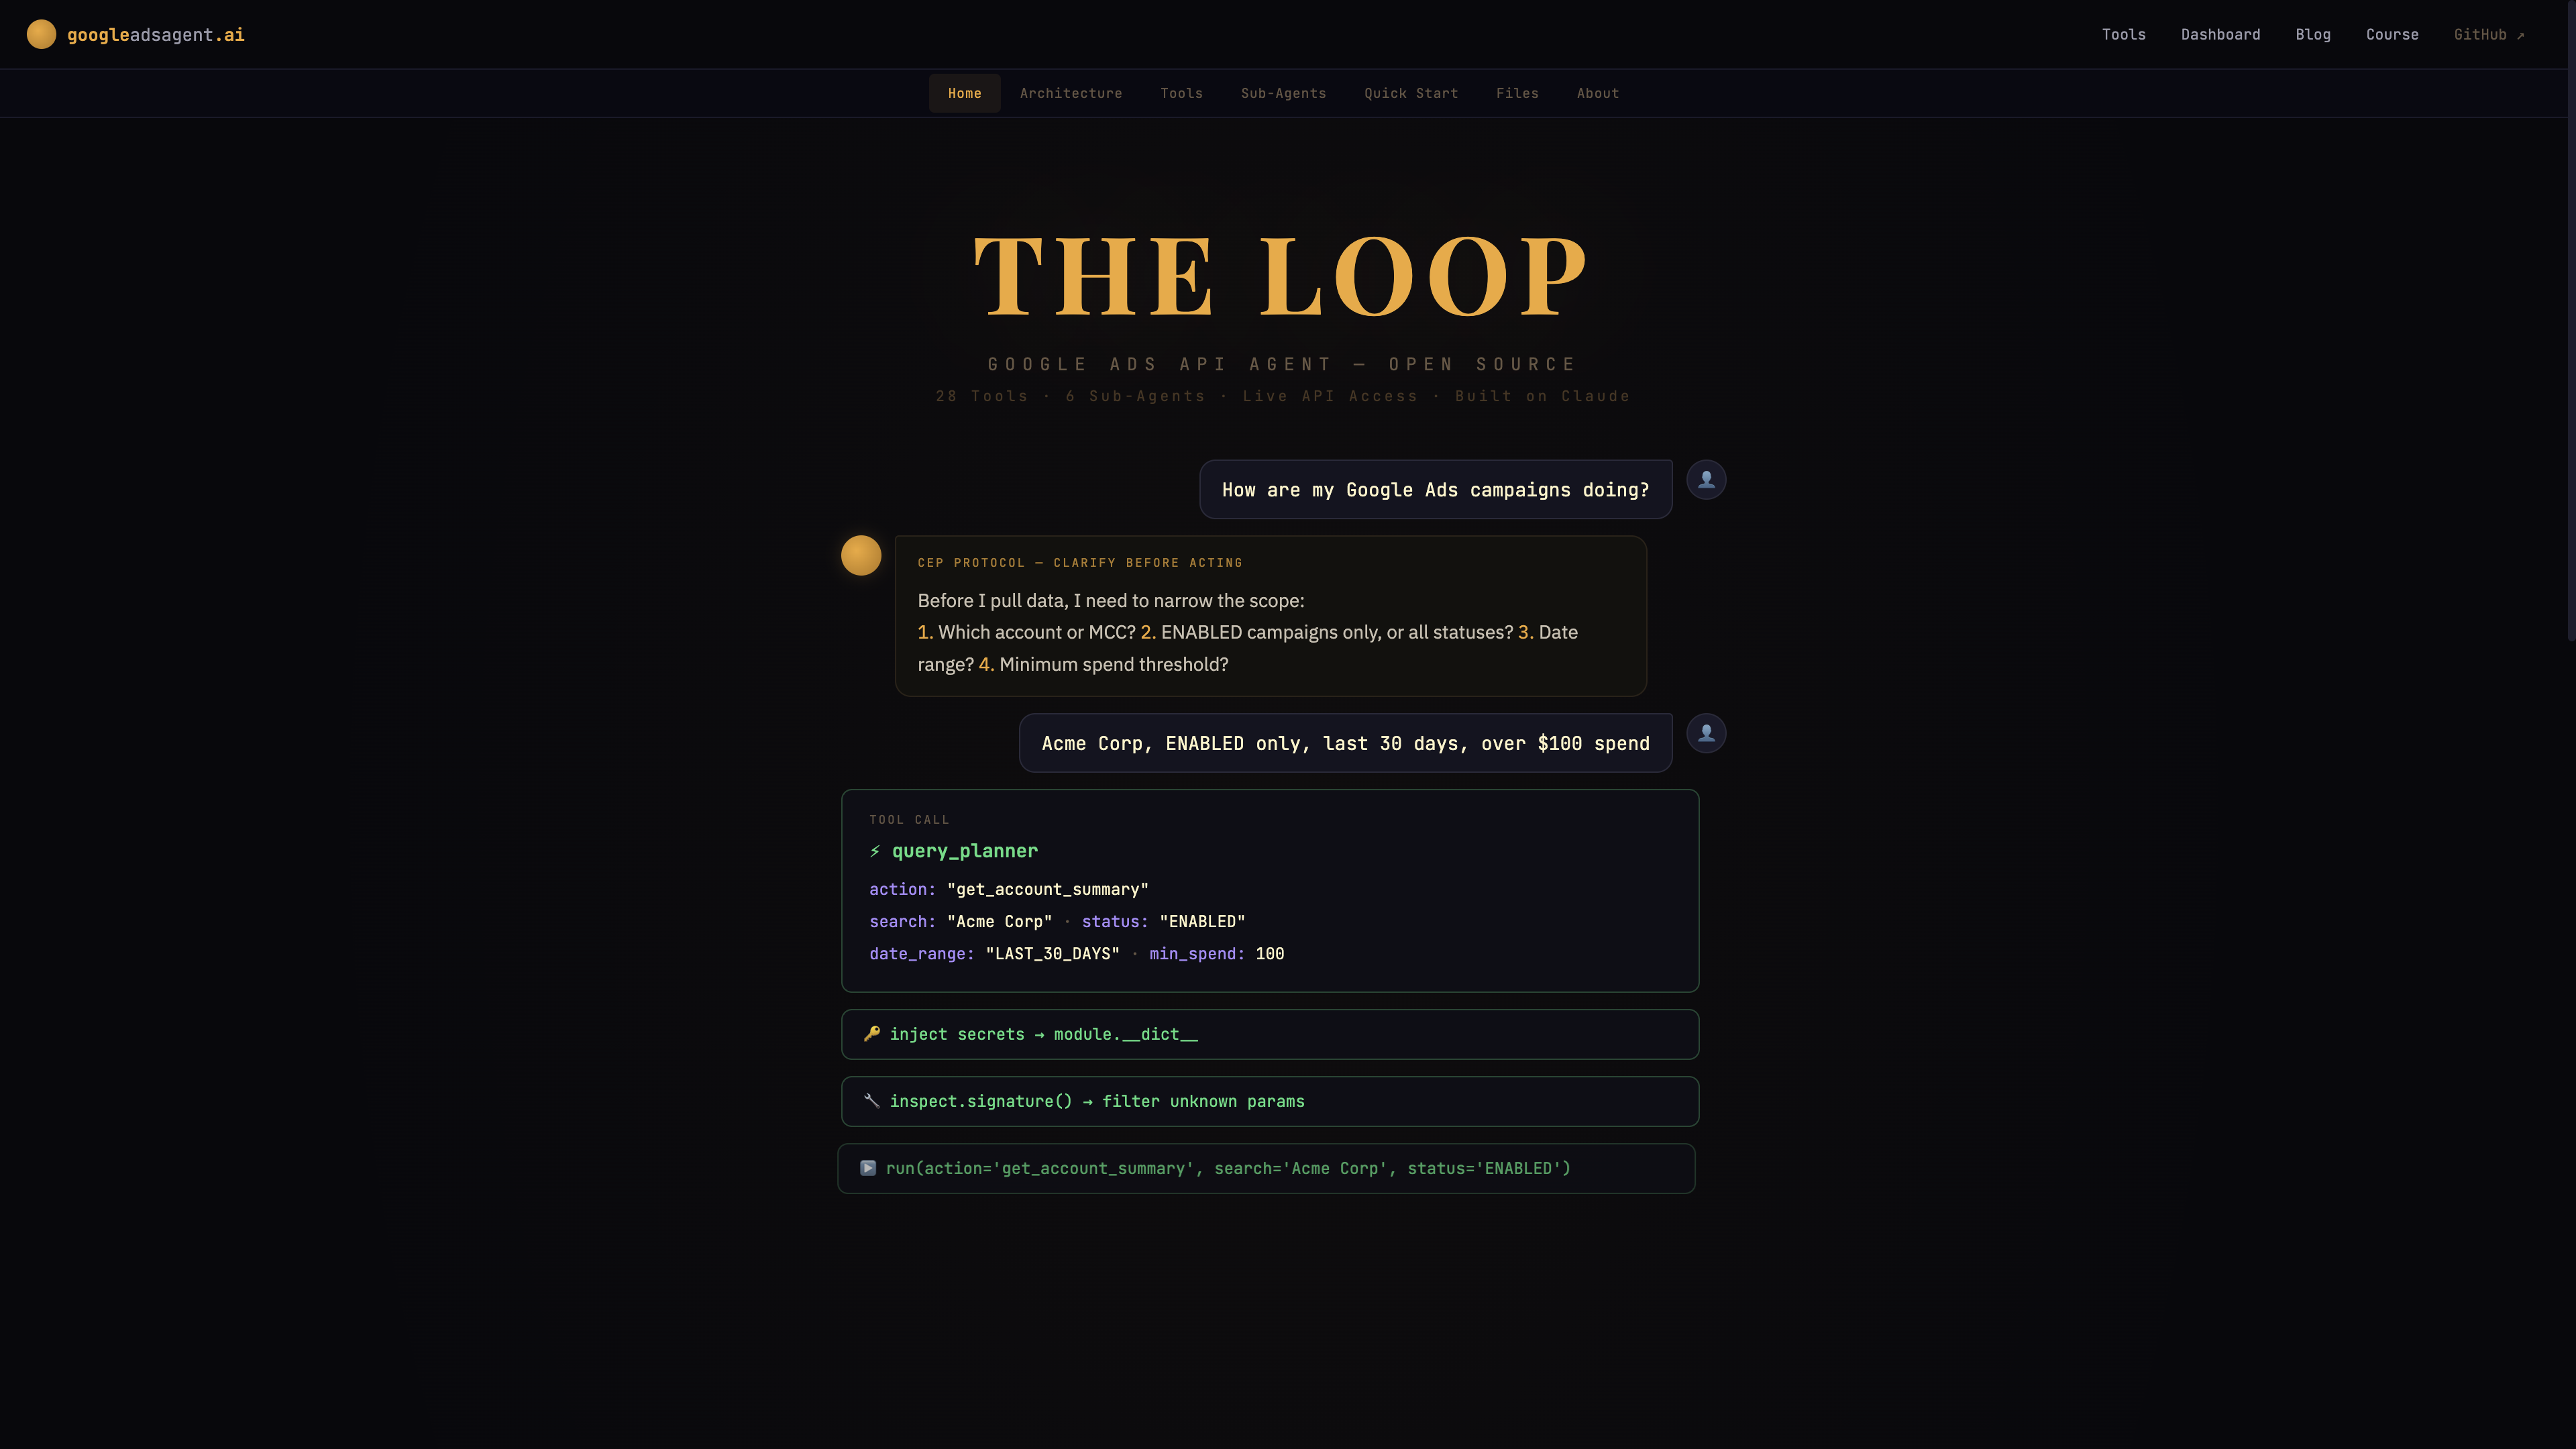 googleadsagent.ai
Tools Dashboard Blog Course GitHub ↗
Home Architecture Tools Sub-Agents Quick Start Files About
THE LOOP
GOOGLE ADS API AGENT — OPEN SOURCE
28 Tools · 6 Sub-Agents · Live API Access · Built on Claude
How are my Google Ads campaigns doing?
CEP PROTOCOL — CLARIFY BEFORE ACTING
Before I pull data, I need to narrow the scope:
1. Which account or MCC? 2. ENABLED campaigns only, or all statuses? 3. Date
range? 4. Minimum spend threshold?
Acme Corp, ENABLED only, last 30 days, over $100 spend
TOOL CALL
⚡ query_planner
action: "get_account_summary"
search: "Acme Corp" · status: "ENABLED"
date_range: "LAST_30_DAYS" · min_spend: 100
🔑 inject secrets → module.__dict__
🔧 inspect.signature() → filter unknown params
▶ run(action='get_account_summary', search='Acme Corp', status='ENABLED')